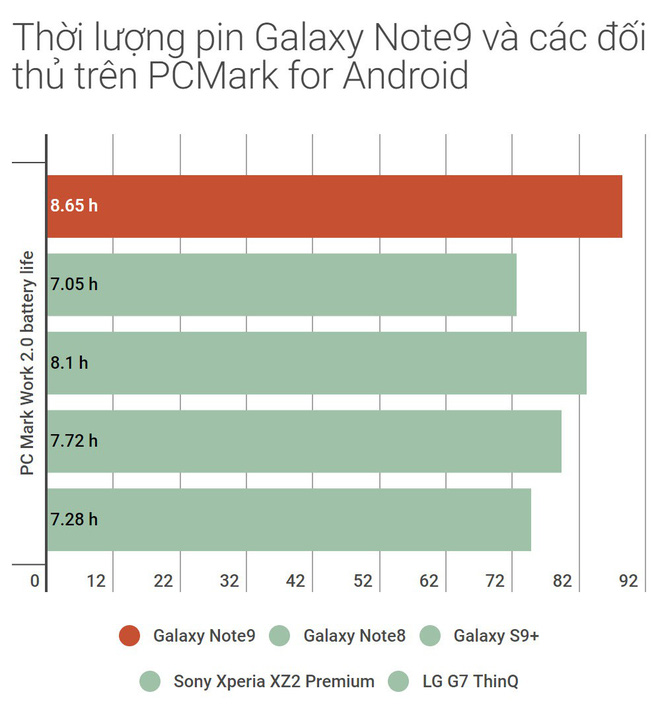 Thời lượng pin Galaxy Note9 và các đối
thủ trên PCMark for Android
PC Mark Work 2.0 battery life
8.65 h
7.05 h
8.1 h
7.72 h
7.28 h
0 12 22 32 42 52 62 72 82 92
Galaxy Note9 Galaxy Note8 Galaxy S9+
Sony Xperia XZ2 Premium LG G7 ThinQ